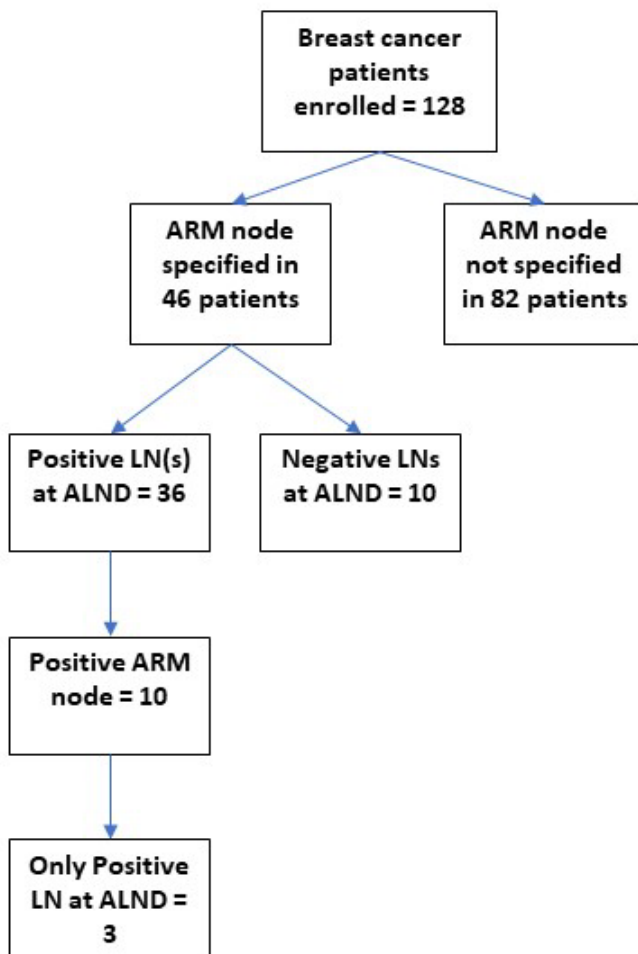 Breast cancer
patients
enrolled = 128
ARM node
specified in
46 patients
ARM node
not specified
in 82 patients
Positive LN(s)
at ALND = 36
Negative LNs
at ALND = 10
Positive ARM
node = 10
Only Positive
LN at ALND =
3